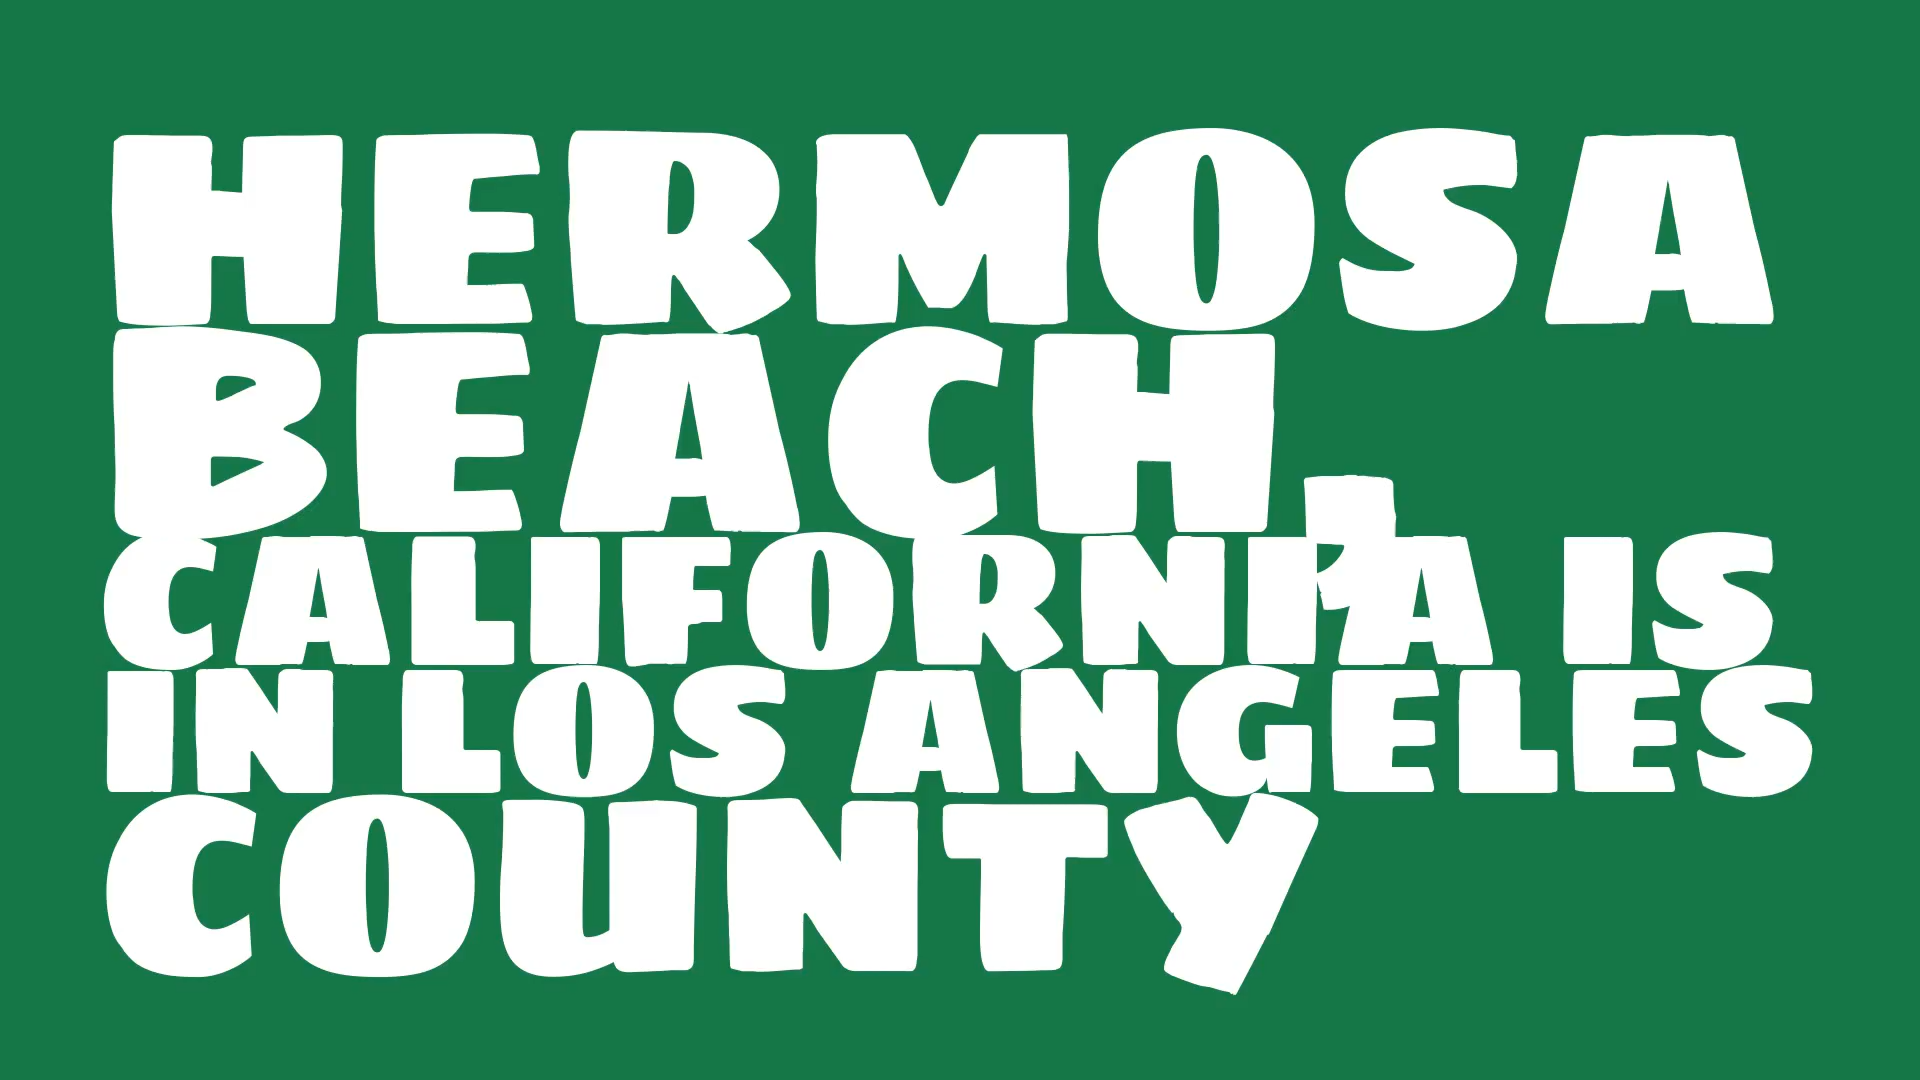 HERMOSA
BEACH,
CALIFORNIA IS
IN LOS ANGELES
COUNTY